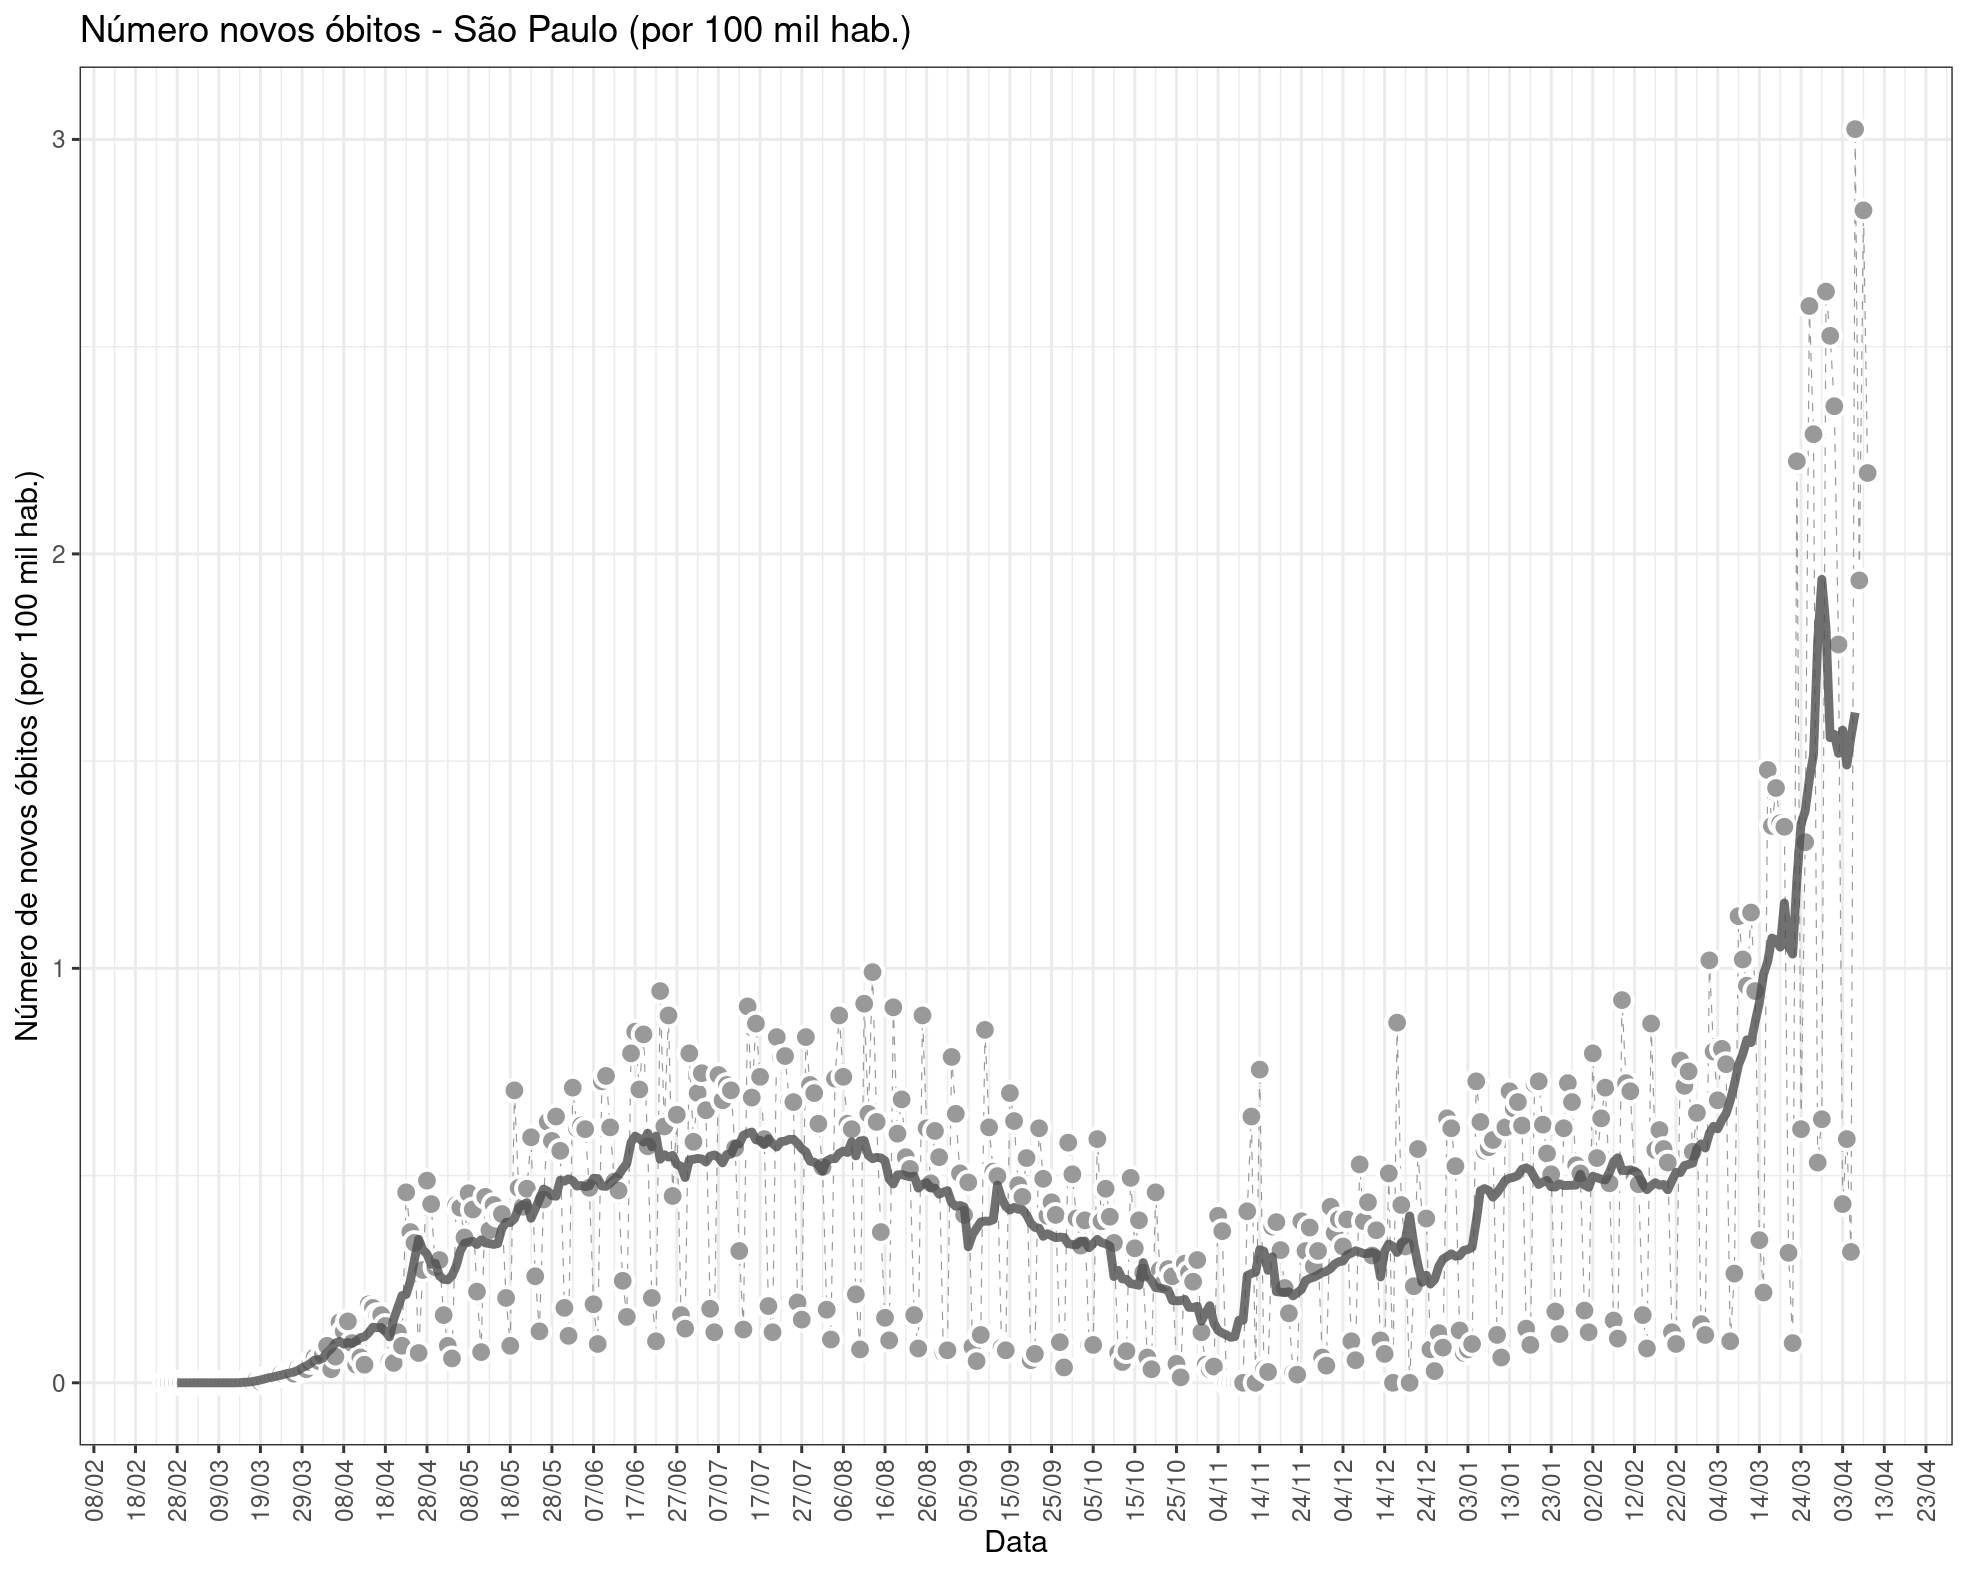 Número novos óbitos - São Paulo (por 100 mil hab.)
Número de novos óbitos (por 100 mil hab.)
3
2
1
0
08/02 18/02 28/02 09/03 19/03 29/03 08/04 18/04 28/04 08/05 18/05 28/05 07/06 17/06 27/06 07/07 17/07 27/07 06/08 16/08 26/08 05/09 15/09 25/09 05/10 15/10 25/10 04/11 14/11 24/11 04/12 14/12 24/12 03/01 13/01 23/01 02/02 12/02 22/02 04/03 14/03 24/03 03/04 13/04 23/04
Data